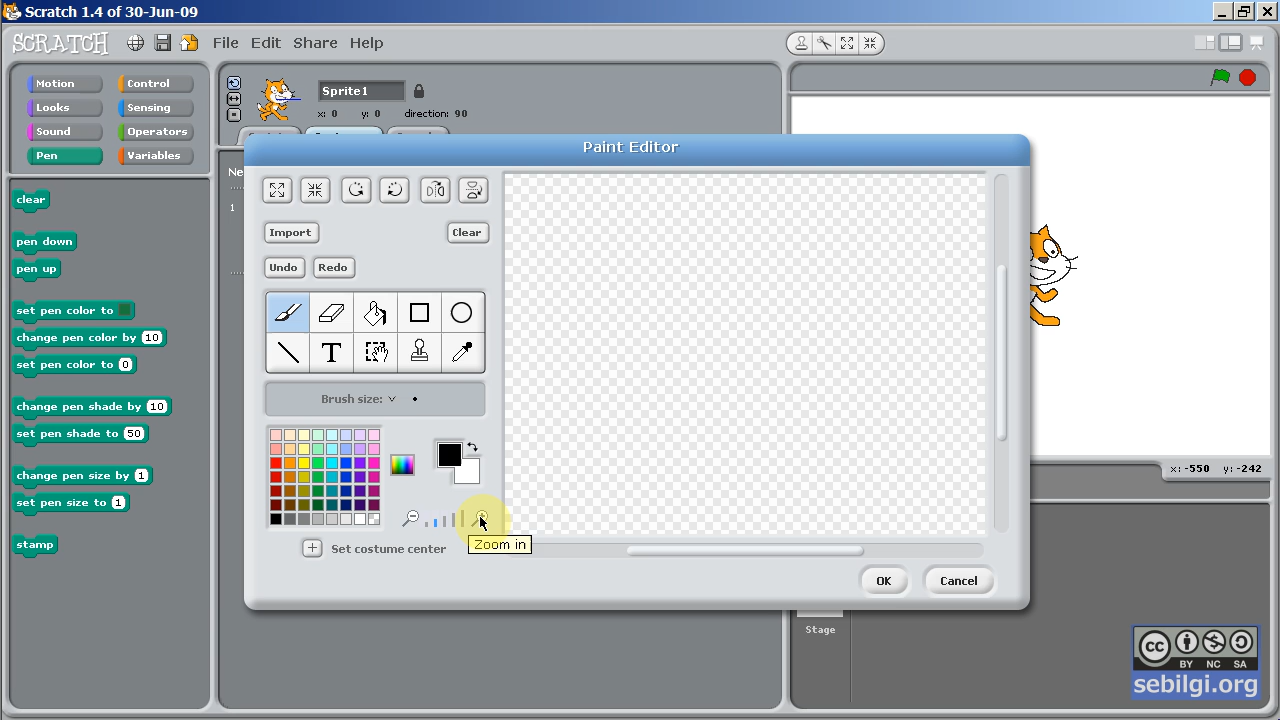 Scratch 1.4 of 30-Jun-09
SCRATCH
File Edit Share Help
Motion Control
Looks Sensing
Sound Operators
Pen Variables
clear
pen down
pen up
set pen color to
change pen color by 10
set pen color to 0
change pen shade by 10
set pen shade to 50
change pen size by 1
set pen size to 1
stamp
Sprite1
x: 0 y: 0 direction: 90
Ne
1
Paint Editor
Import Clear
Undo Redo
T
Brush size:
Zoom in
Set costume center
OK Cancel
x: -550 y: -242
Stage
CC BY NC SA
sebilgi.org